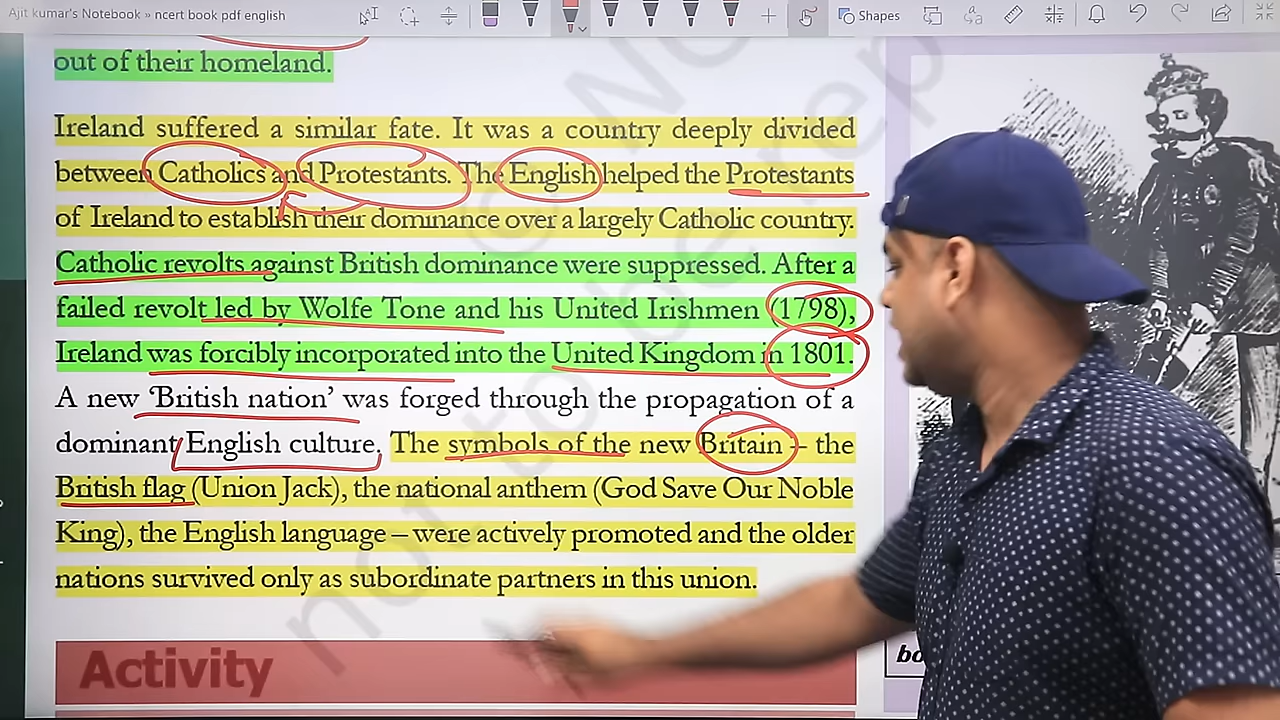 Ajit kumar's Notebook » ncert book pdf english
Shapes
out of their homeland.
Ireland suffered a similar fate. It was a country deeply divided
between Catholics and Protestants. The English helped the Protestants
of Ireland to establish their dominance over a largely Catholic country.
Catholic revolts against British dominance were suppressed. After a
failed revolt led by Wolfe Tone and his United Irishmen (1798),
Ireland was forcibly incorporated into the United Kingdom in 1801.
A new ‘British nation’ was forged through the propagation of a
dominant English culture. The symbols of the new Britain – the
British flag (Union Jack), the national anthem (God Save Our Noble
King), the English language – were actively promoted and the older
nations survived only as subordinate partners in this union.
Activity